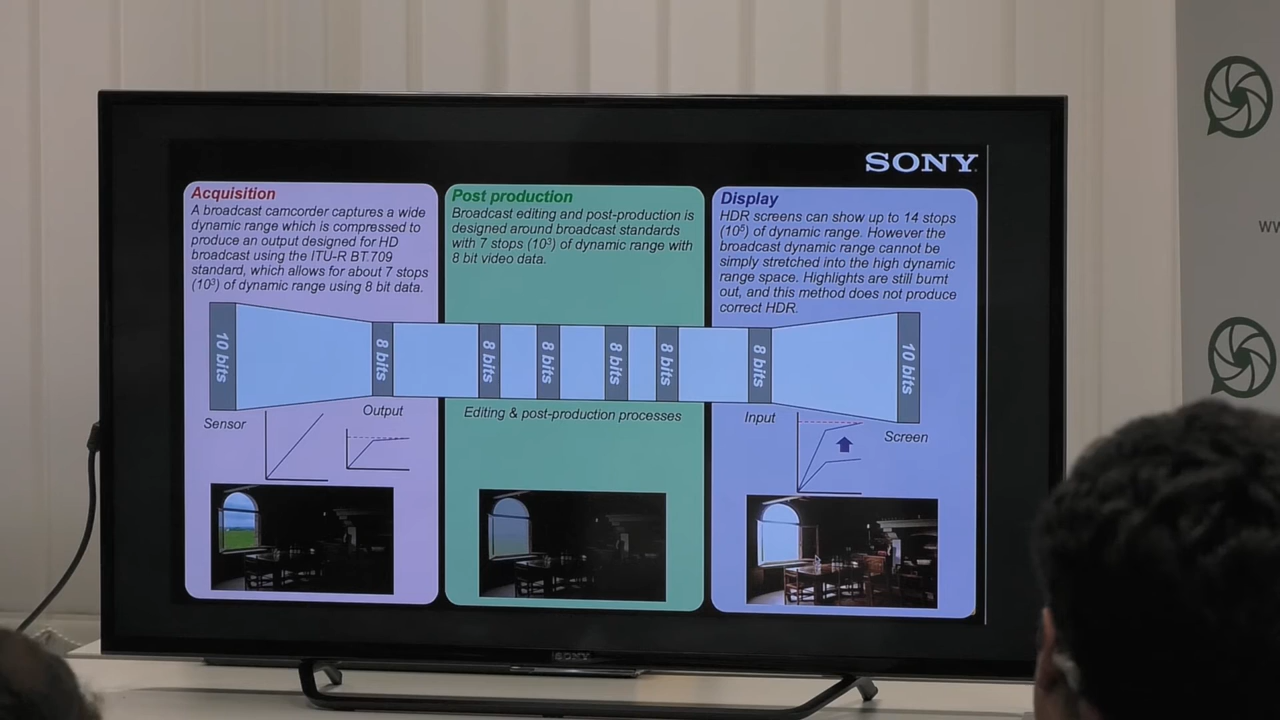 SONY
Acquisition
A broadcast camcorder captures a wide
dynamic range which is compressed to
produce an output designed for HD
broadcast using the ITU-R BT.709
standard, which allows for about 7 stops
(10³) of dynamic range using 8 bit data.
Post production
Broadcast editing and post-production is
designed around broadcast standards
with 7 stops (10³) of dynamic range with
8 bit video data.
Display
HDR screens can show up to 14 stops
(10⁵) of dynamic range. However the
broadcast dynamic range cannot be
simply stretched into the high dynamic
range space. Highlights are still burnt
out, and this method does not produce
correct HDR.
10 bits
8 bits
8 bits
8 bits
8 bits
8 bits
8 bits
10 bits
Sensor
Output
Editing & post-production processes
Input
Screen
SONY